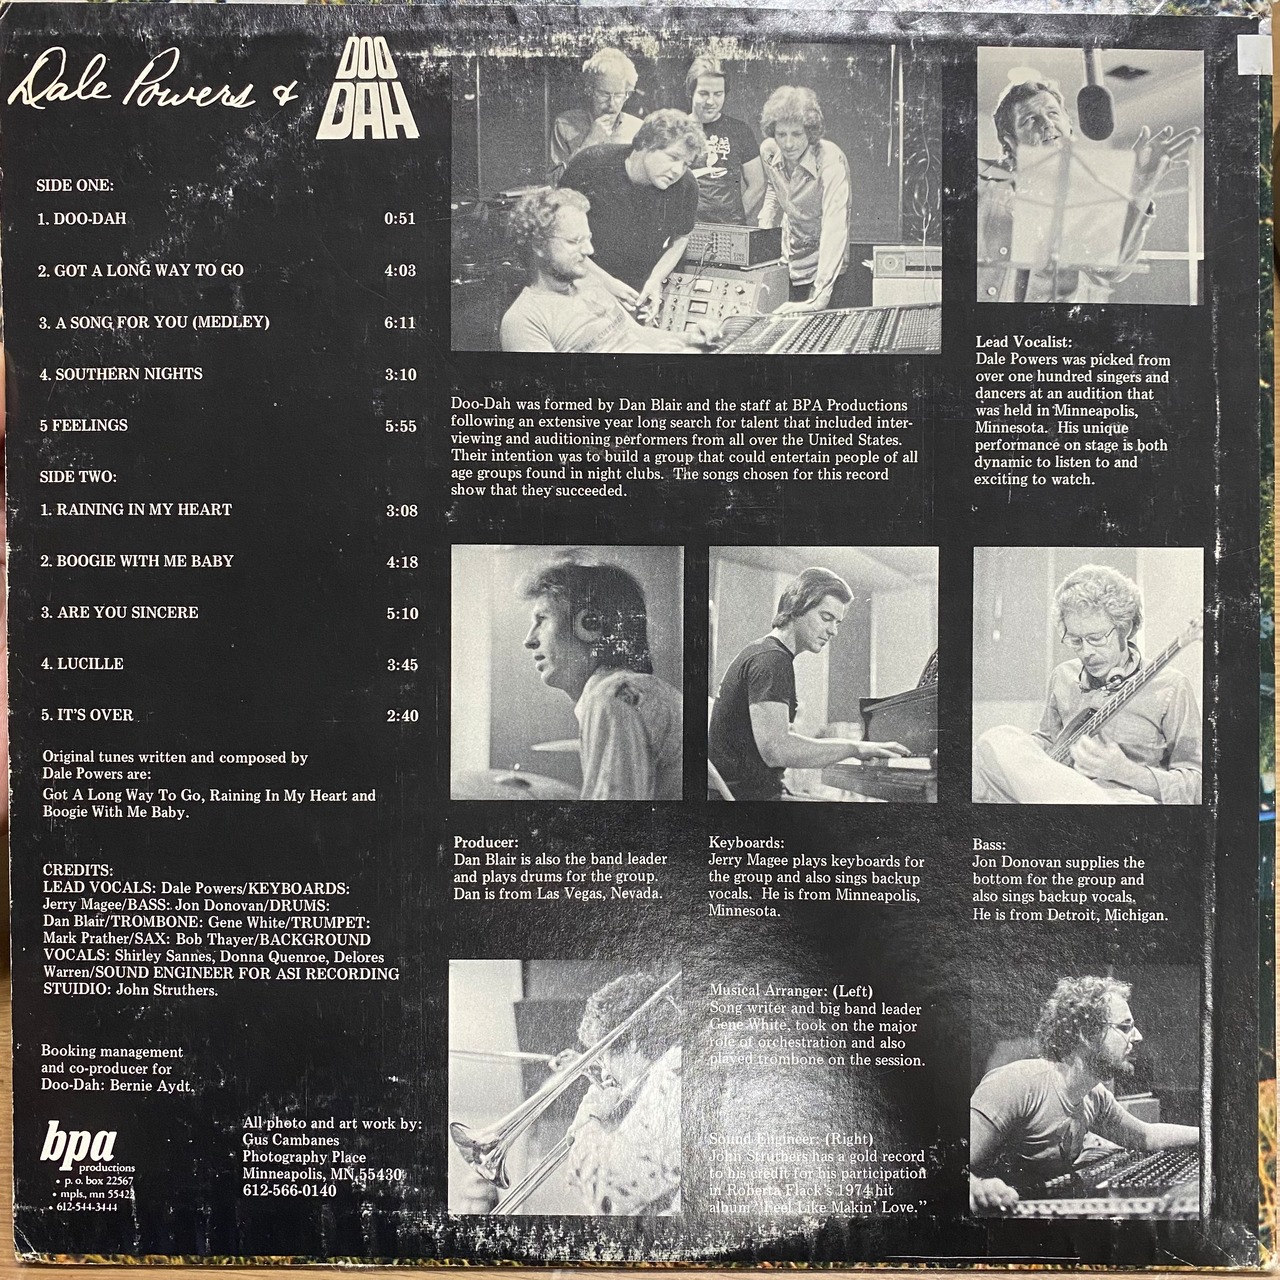 Dale Powers & DOO DAH
SIDE ONE:
1. DOO-DAH 0:51
2. GOT A LONG WAY TO GO 4:03
3. A SONG FOR YOU (MEDLEY) 6:11
4. SOUTHERN NIGHTS 3:10
5 FEELINGS 5:55
SIDE TWO:
1. RAINING IN MY HEART 3:08
2. BOOGIE WITH ME BABY 4:18
3. ARE YOU SINCERE 5:10
4. LUCILLE 3:45
5. IT'S OVER 2:40
Original tunes written and composed by
Dale Powers are:
Got A Long Way To Go, Raining In My Heart and
Boogie With Me Baby.
CREDITS:
LEAD VOCALS: Dale Powers/KEYBOARDS:
Jerry Magee/BASS: Jon Donovan/DRUMS:
Dan Blair/TROMBONE: Gene White/TRUMPET:
Mark Prather/SAX: Bob Thayer/BACKGROUND
VOCALS: Shirley Sannes, Donna Quenroe, Delores
Warren/SOUND ENGINEER FOR ASI RECORDING
STUIDIO: John Struthers.
Booking management
and co-producer for
Doo-Dah: Bernie Aydt.
bpa
productions
• p. o. box 22567
• mpls., mn 55422
• 612-544-3444
All photo and art work by:
Gus Cambanes
Photography Place
Minneapolis, MN 55430
612-566-0140
Doo-Dah was formed by Dan Blair and the staff at BPA Productions
following an extensive year long search for talent that included inter-
viewing and auditioning performers from all over the United States.
Their intention was to build a group that could entertain people of all
age groups found in night clubs. The songs chosen for this record
show that they succeeded.
Lead Vocalist:
Dale Powers was picked from
over one hundred singers and
dancers at an audition that
was held in Minneapolis,
Minnesota. His unique
performance on stage is both
dynamic to listen to and
exciting to watch.
Producer:
Dan Blair is also the band leader
and plays drums for the group.
Dan is from Las Vegas, Nevada.
Keyboards:
Jerry Magee plays keyboards for
the group and also sings backup
vocals. He is from Minneapolis,
Minnesota.
Bass:
Jon Donovan supplies the
bottom for the group and
also sings backup vocals.
He is from Detroit, Michigan.
Musical Arranger: (Left)
Song writer and big band leader
Gene White, took on the major
role of orchestration and also
played trombone on the session.
Sound Engineer: (Right)
John Struthers has a gold record
to his credit for his participation
in Roberta Flack's 1974 hit
album "Feel Like Makin' Love."